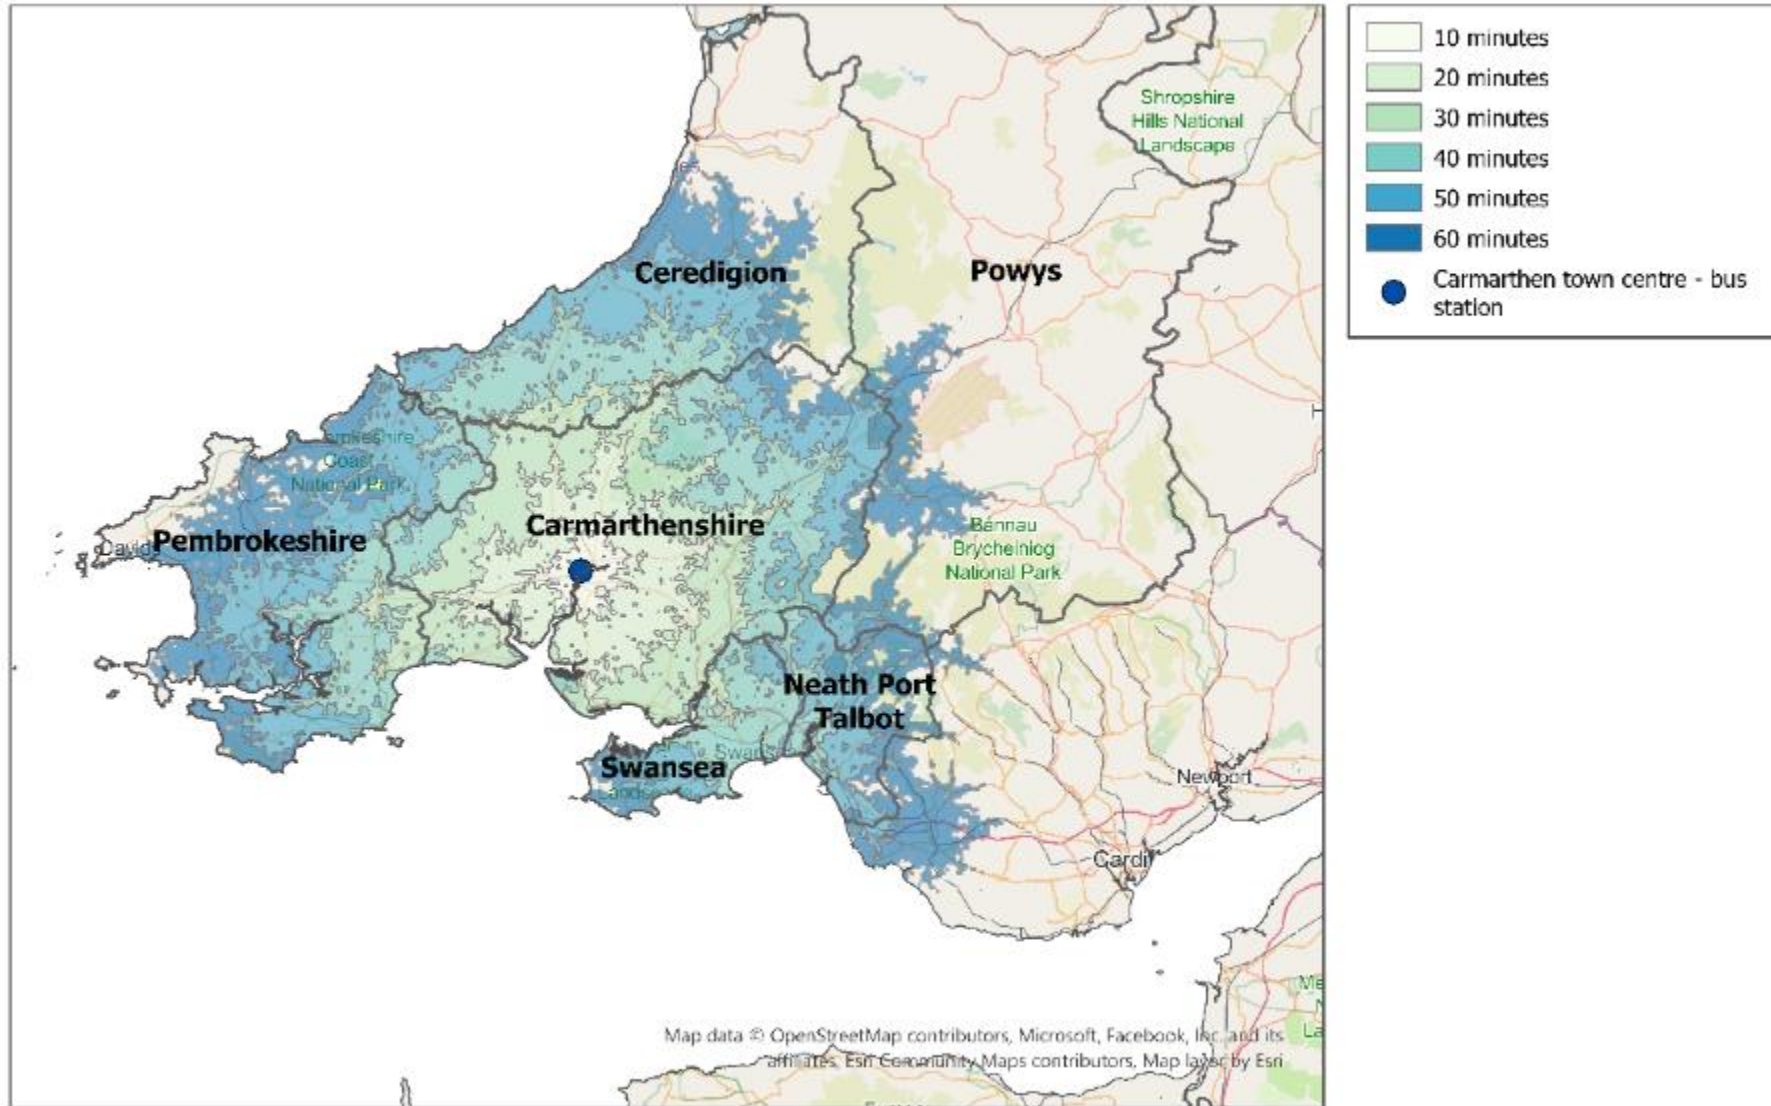 10 minutes
20 minutes
30 minutes
40 minutes
50 minutes
60 minutes
Carmarthen town centre - bus
station
Shropshire
Hills National
Landscape
Ceredigion
Powys
Coast
National Park
Pembrokeshire
Carmarthenshire
Bannau
Brycheiniog
National Park
Neath Port
Talbot
Swansea
Newport
Map data © OpenStreetMap contributors, Microsoft, Facebook, Inc. and its
affiliates, Esri Community Maps contributors, Map layer by Esri